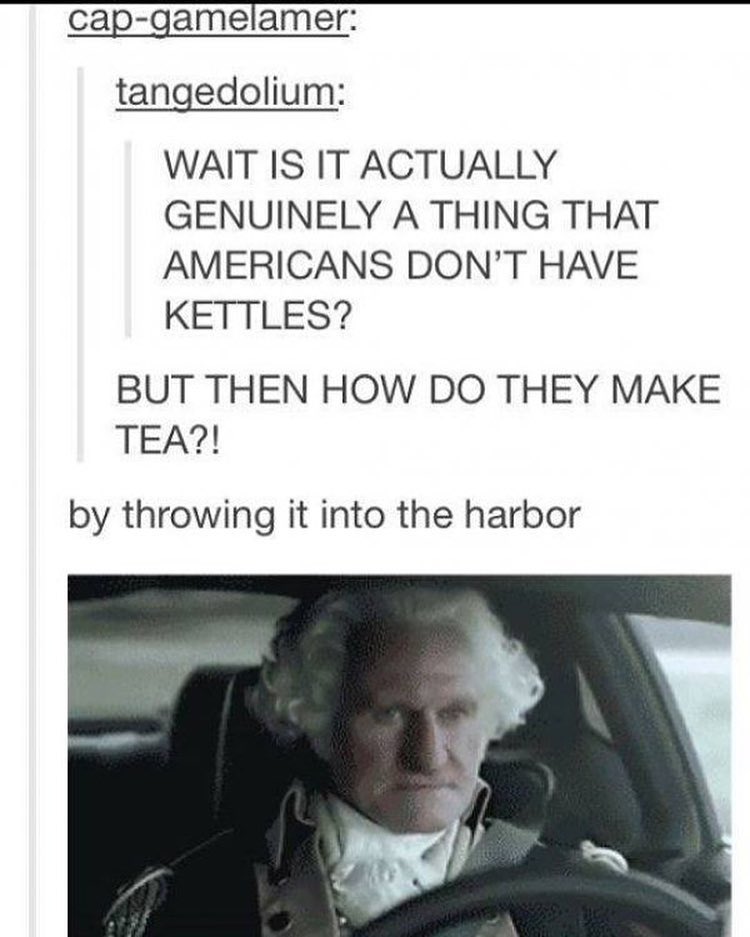 cap-gamelamer:
tangedolium:
WAIT IS IT ACTUALLY
GENUINELY A THING THAT
AMERICANS DON'T HAVE
KETTLES?
BUT THEN HOW DO THEY MAKE
TEA?!
by throwing it into the harbor